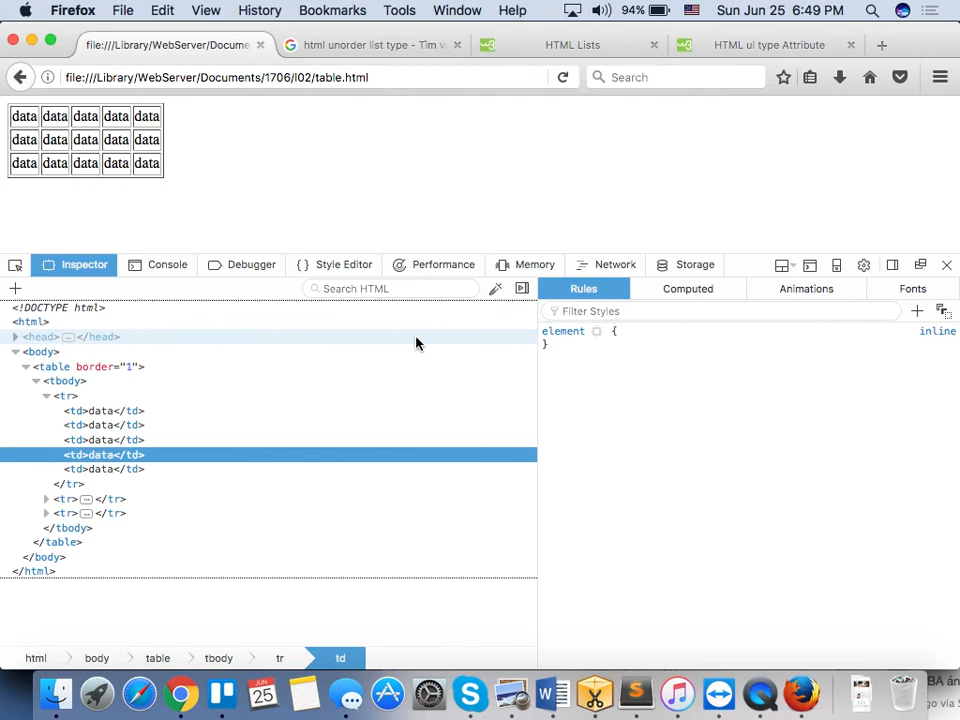 Firefox File Edit View History Bookmarks Tools Window Help 94% Sun Jun 25 6:49 PM
file:///Library/WebServer/Docume html unorder list type - Tìm v HTML Lists HTML ul type Attribute
file:///Library/WebServer/Documents/1706/l02/table.html Search
data data data data data
data data data data data
data data data data data
Inspector Console Debugger { } Style Editor Performance Memory Network Storage
+ Search HTML Rules Computed Animations Fonts
Filter Styles
<!DOCTYPE html>
<html>
<head></head>
<body>
<table border="1">
<tbody>
<tr>
<td>data</td>
<td>data</td>
<td>data</td>
<td>data</td>
<td>data</td>
</tr>
<tr></tr>
<tr></tr>
</tbody>
</table>
</body>
</html>
element { inline
}
html body table tbody tr td
JUN
25
BA án
go via S